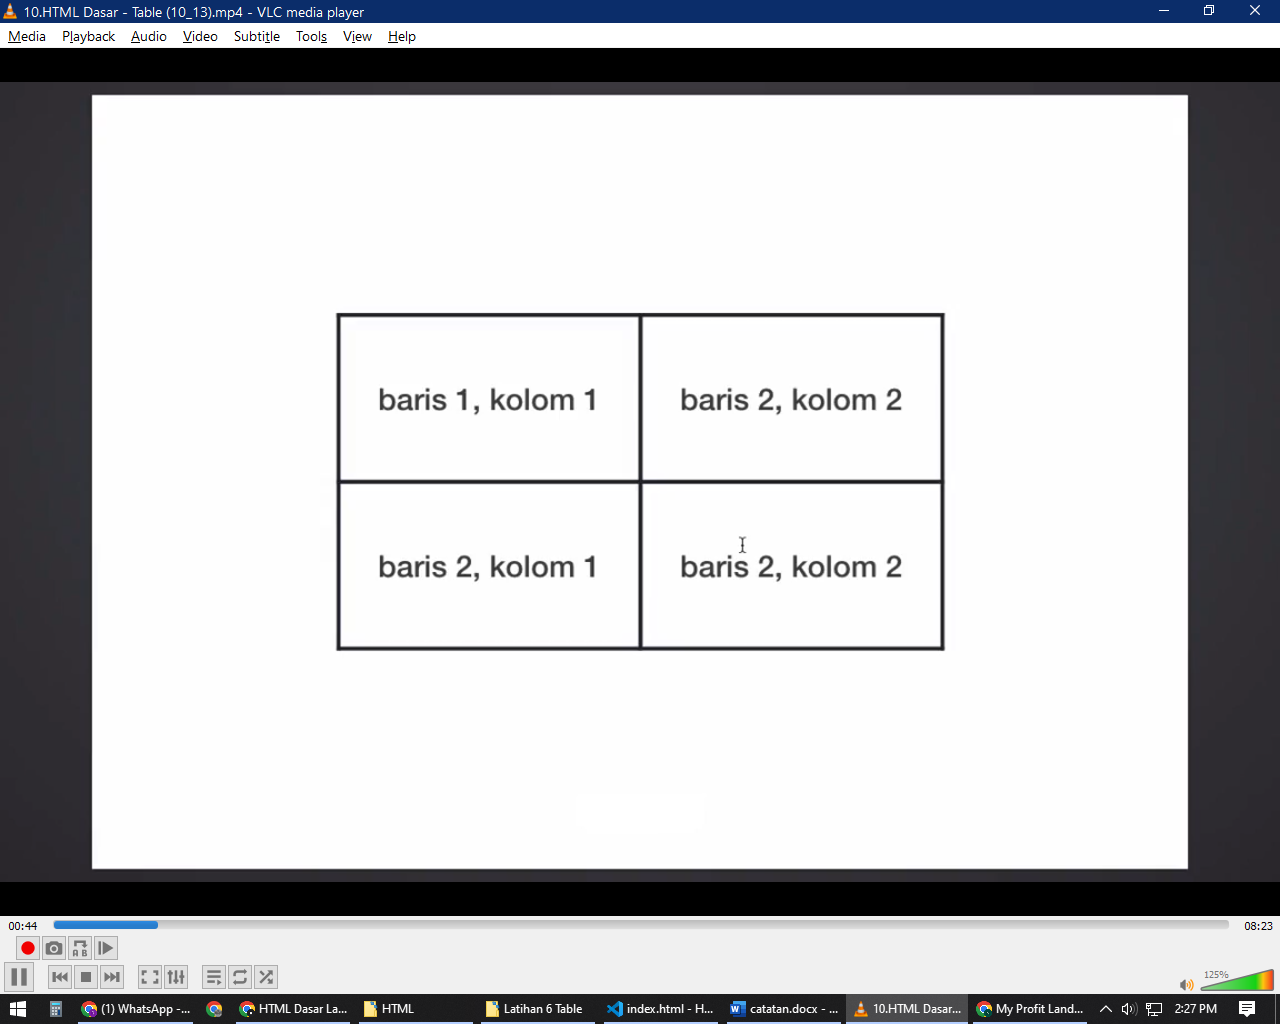 10.HTML Dasar - Table (10_13).mp4 - VLC media player
Media Playback Audio Video Subtitle Tools View Help
baris 1, kolom 1 baris 2, kolom 2
baris 2, kolom 1 baris 2, kolom 2
00:44 08:23
A B
125%
(1) WhatsApp -... HTML Dasar La... HTML Latihan 6 Table index.html - H... catatan.docx - ... 10.HTML Dasar... My Profit Land... 2:27 PM